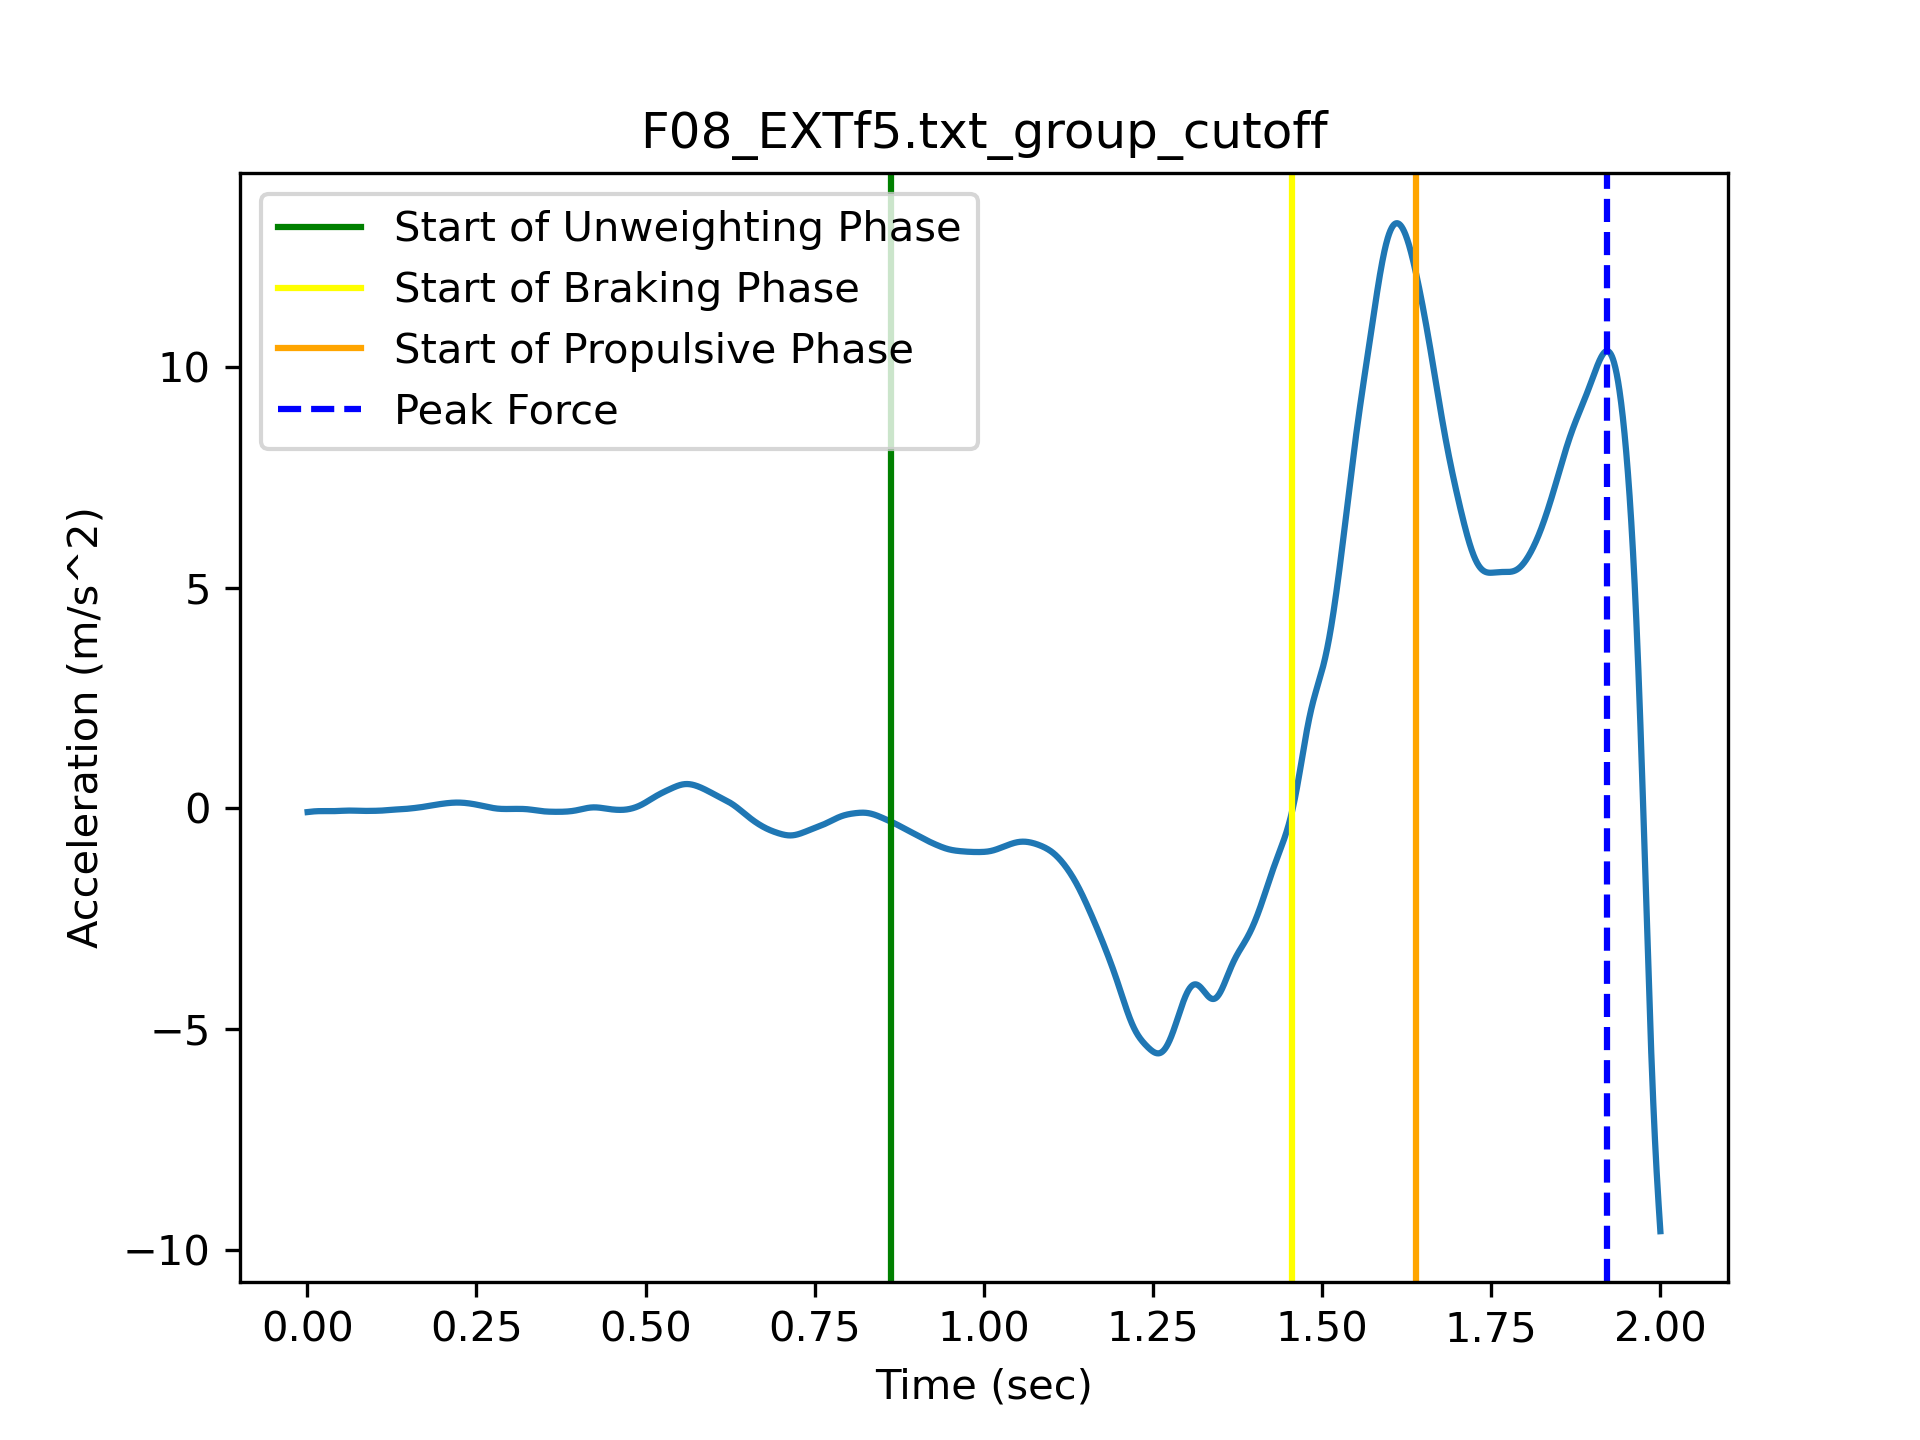 F08_EXTf5.txt_group_cutoff
Start of Unweighting Phase
Start of Braking Phase
Start of Propulsive Phase
Peak Force
10
5
0
−5
−10
Acceleration (m/s^2)
0.00 0.25 0.50 0.75 1.00 1.25 1.50 1.75 2.00
Time (sec)